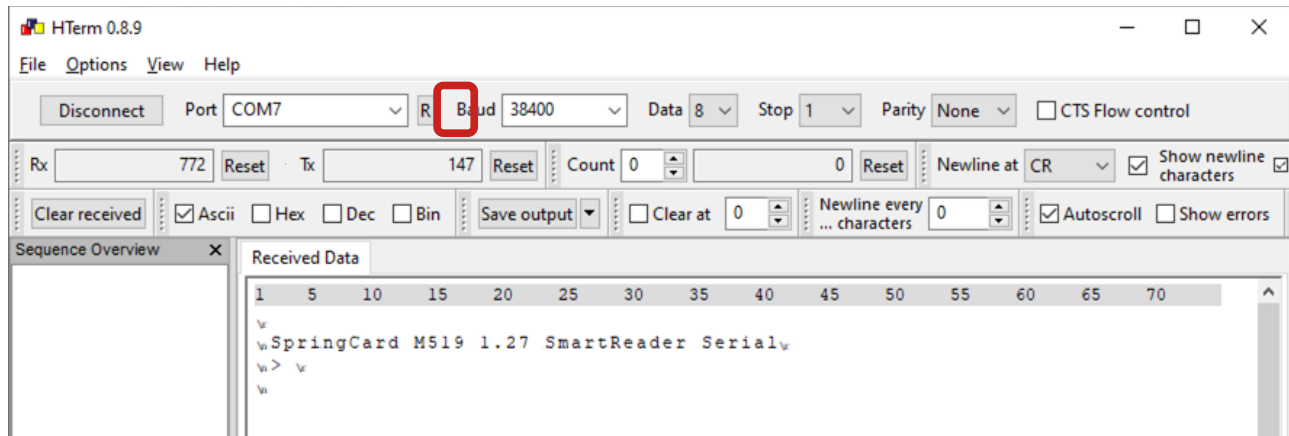 HTerm 0.8.9
File Options View Help
Disconnect Port COM7 R Baud 38400 Data 8 Stop 1 Parity None CTS Flow control
Rx 772 Reset Tx 147 Reset Count 0 0 Reset Newline at CR Show newline characters
Clear received Ascii Hex Dec Bin Save output Clear at 0 Newline every ... characters 0 Autoscroll Show errors
Sequence Overview X Received Data
1 5 10 15 20 25 30 35 40 45 50 55 60 65 70
\r
\nSpringCard M519 1.27 SmartReader Serial\r
\n> \r
\n